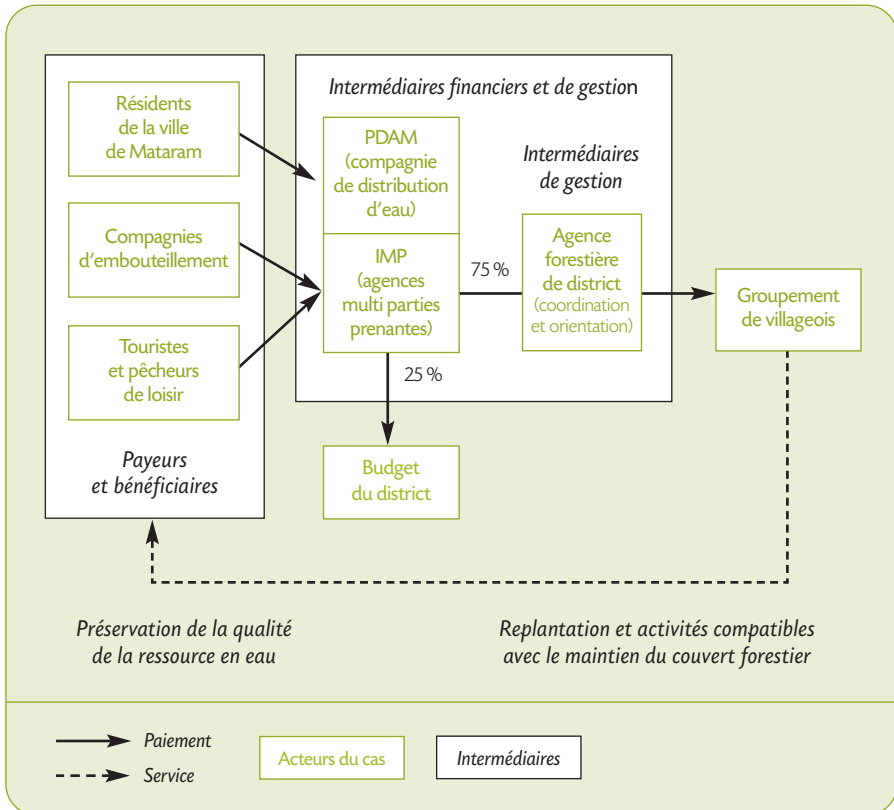 Résidents
de la ville
de Mataram
Compagnies
d'embouteillement
Touristes
et pêcheurs
de loisir
Payeurs
et bénéficiaires
Intermédiaires financiers et de gestion
PDAM
(compagnie
de distribution
d'eau)
IMP
(agences
multi parties
prenantes)
75 %
25 %
Intermédiaires
de gestion
Agence
forestière
de district
(coordination
et orientation)
Groupement
de villageois
Budget
du district
Préservation de la qualité
de la ressource en eau
Replantation et activités compatibles
avec le maintien du couvert forestier
Paiement
Service
Acteurs du cas
Intermédiaires